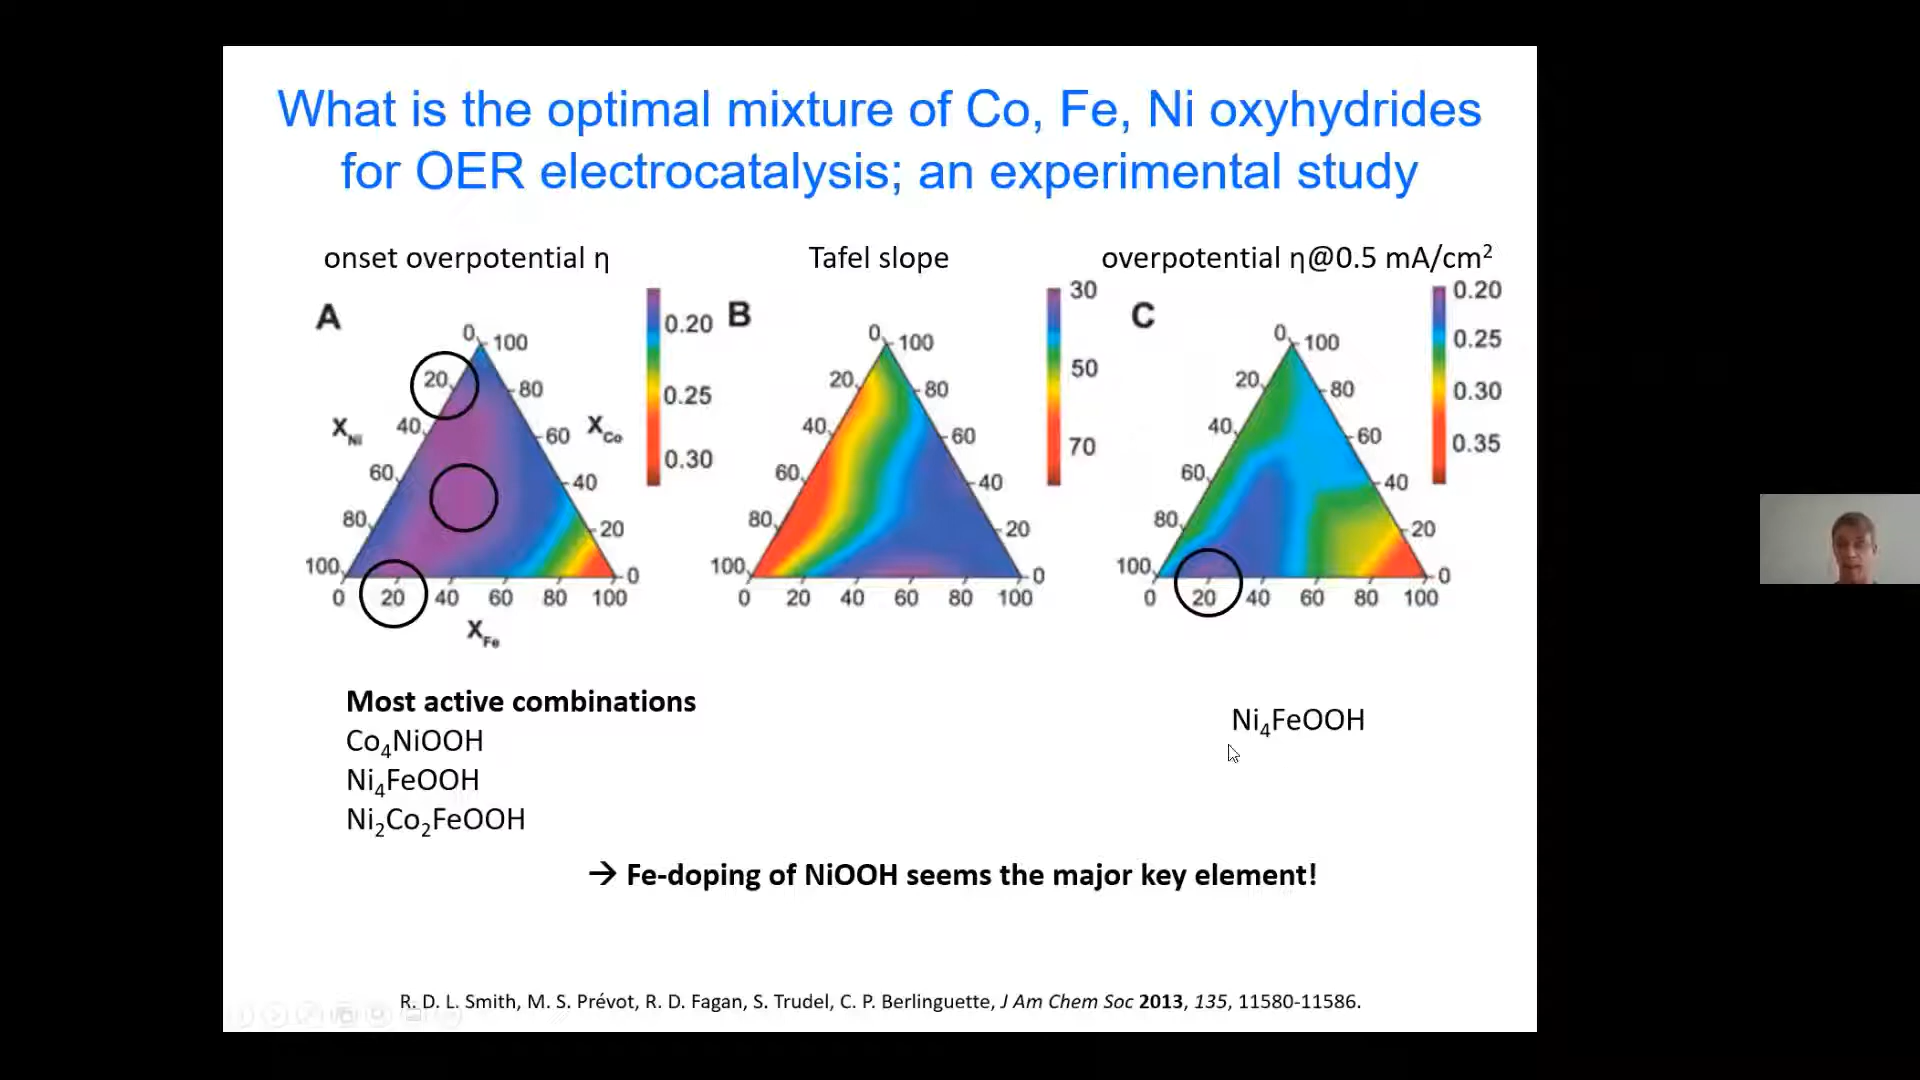 What is the optimal mixture of Co, Fe, Ni oxyhydrides
for OER electrocatalysis; an experimental study
onset overpotential η
Tafel slope
overpotential η@0.5 mA/cm²
A
0 100
20 80
X_Ni 40 60 X_Co
60 40
80 20
100 0
0 20 40 60 80 100
X_Fe
0.20
0.25
0.30
B
0 100
20 80
40 60
60 40
80 20
100 0
0 20 40 60 80 100
30
50
70
C
0 100
20 80
40 60
60 40
80 20
100 0
0 20 40 60 80 100
0.20
0.25
0.30
0.35
Most active combinations
Co₄NiOOH
Ni₄FeOOH
Ni₂Co₂FeOOH
Ni₄FeOOH
→ Fe-doping of NiOOH seems the major key element!
R. D. L. Smith, M. S. Prévot, R. D. Fagan, S. Trudel, C. P. Berlinguette, J Am Chem Soc 2013, 135, 11580-11586.